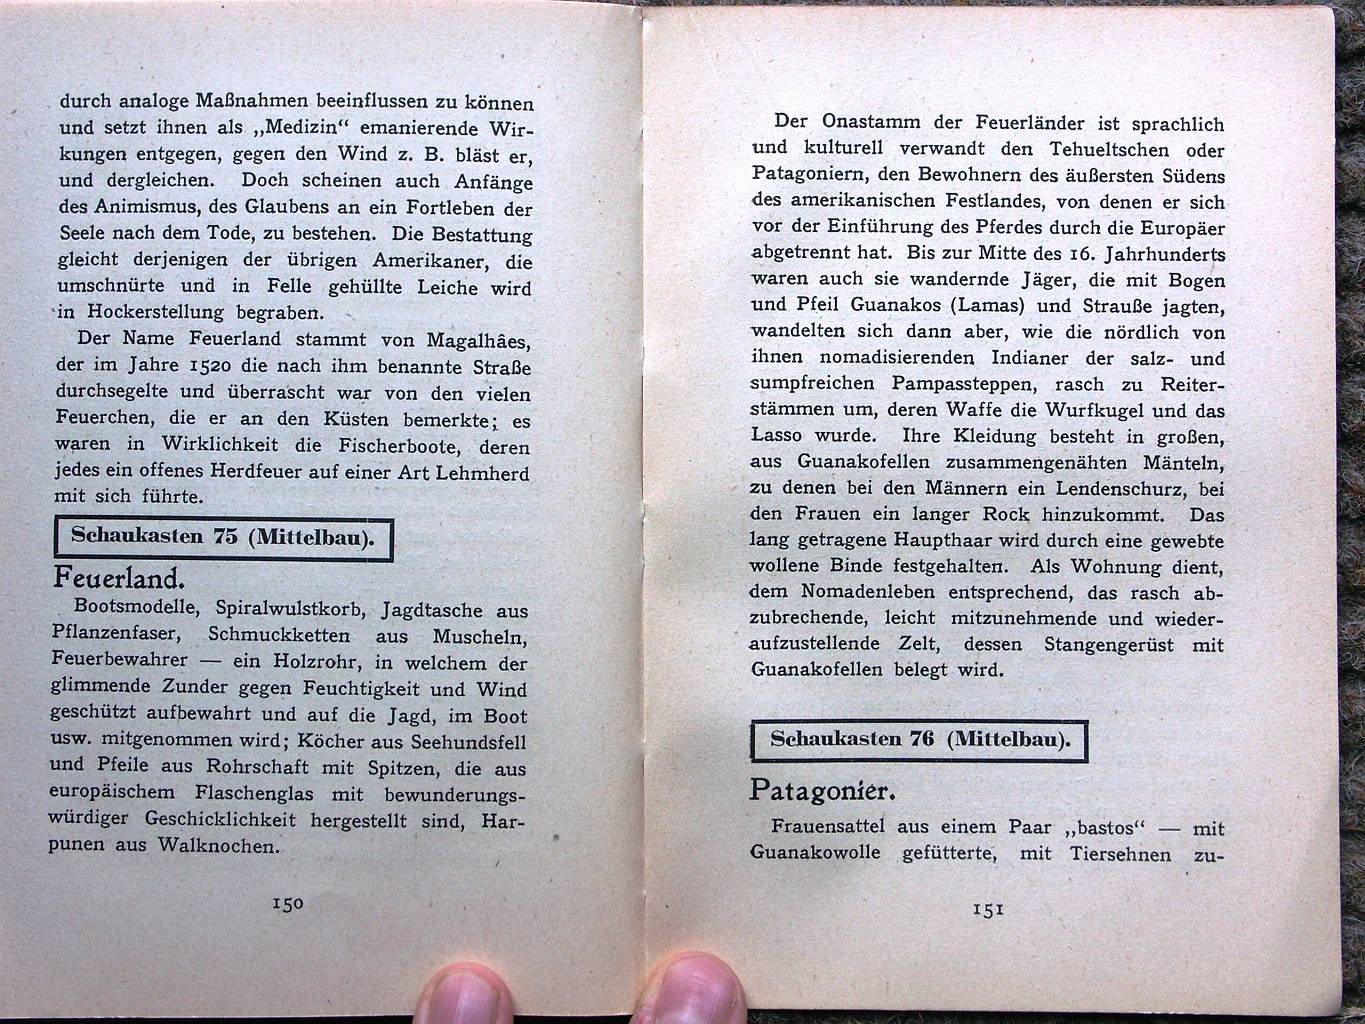 durch analoge Maßnahmen beeinflussen zu können
und setzt ihnen als „Medizin“ emanierende Wir-
kungen entgegen, gegen den Wind z. B. bläst er,
und dergleichen. Doch scheinen auch Anfänge
des Animismus, des Glaubens an ein Fortleben der
Seele nach dem Tode, zu bestehen. Die Bestattung
gleicht derjenigen der übrigen Amerikaner, die
umschnürte und in Felle gehüllte Leiche wird
in Hockerstellung begraben.
Der Name Feuerland stammt von Magalhâes,
der im Jahre 1520 die nach ihm benannte Straße
durchsegelte und überrascht war von den vielen
Feuerchen, die er an den Küsten bemerkte; es
waren in Wirklichkeit die Fischerboote, deren
jedes ein offenes Herdfeuer auf einer Art Lehmherd
mit sich führte.
Schaukasten 75 (Mittelbau).
Feuerland.
Bootsmodelle, Spiralwulstkorb, Jagdtasche aus
Pflanzenfaser, Schmuckketten aus Muscheln,
Feuerbewahrer — ein Holzrohr, in welchem der
glimmende Zunder gegen Feuchtigkeit und Wind
geschützt aufbewahrt und auf die Jagd, im Boot
usw. mitgenommen wird; Köcher aus Seehundsfell
und Pfeile aus Rohrschaft mit Spitzen, die aus
europäischem Flaschenglas mit bewunderungs-
würdiger Geschicklichkeit hergestellt sind, Har-
punen aus Walknochen.
150
Der Onastamm der Feuerländer ist sprachlich
und kulturell verwandt den Tehueltschen oder
Patagoniern, den Bewohnern des äußersten Südens
des amerikanischen Festlandes, von denen er sich
vor der Einführung des Pferdes durch die Europäer
abgetrennt hat. Bis zur Mitte des 16. Jahrhunderts
waren auch sie wandernde Jäger, die mit Bogen
und Pfeil Guanakos (Lamas) und Strauße jagten,
wandelten sich dann aber, wie die nördlich von
ihnen nomadisierenden Indianer der salz- und
sumpfreichen Pampassteppen, rasch zu Reiter-
stämmen um, deren Waffe die Wurfkugel und das
Lasso wurde. Ihre Kleidung besteht in großen,
aus Guanakofellen zusammengenähten Mänteln,
zu denen bei den Männern ein Lendenschurz, bei
den Frauen ein langer Rock hinzukommt. Das
lang getragene Haupthaar wird durch eine gewebte
wollene Binde festgehalten. Als Wohnung dient,
dem Nomadenleben entsprechend, das rasch ab-
zubrechende, leicht mitzunehmende und wieder-
aufzustellende Zelt, dessen Stangengerüst mit
Guanakofellen belegt wird.
Schaukasten 76 (Mittelbau).
Patagonier.
Frauensattel aus einem Paar „bastos“ — mit
Guanakowolle gefütterte, mit Tiersehnen zu-
151